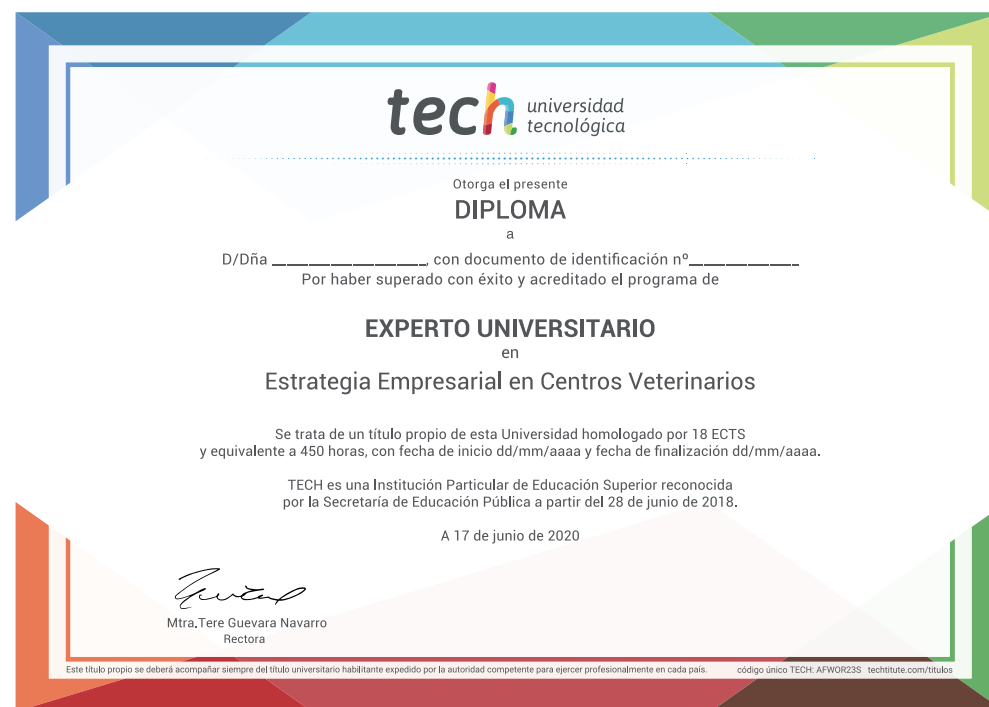 tech universidad
tecnológica
Otorga el presente
DIPLOMA
a
D/Dña ____________________, con documento de identificación nº______________
Por haber superado con éxito y acreditado el programa de
EXPERTO UNIVERSITARIO
en
Estrategia Empresarial en Centros Veterinarios
Se trata de un título propio de esta Universidad homologado por 18 ECTS
y equivalente a 450 horas, con fecha de inicio dd/mm/aaaa y fecha de finalización dd/mm/aaaa.
TECH es una Institución Particular de Educación Superior reconocida
por la Secretaría de Educación Pública a partir del 28 de junio de 2018.
A 17 de junio de 2020
Mtra.Tere Guevara Navarro
Rectora
Este título propio se deberá acompañar siempre del título universitario habilitante expedido por la autoridad competente para ejercer profesionalmente en cada país. código único TECH: AFWOR23S techtitute.com/titulos